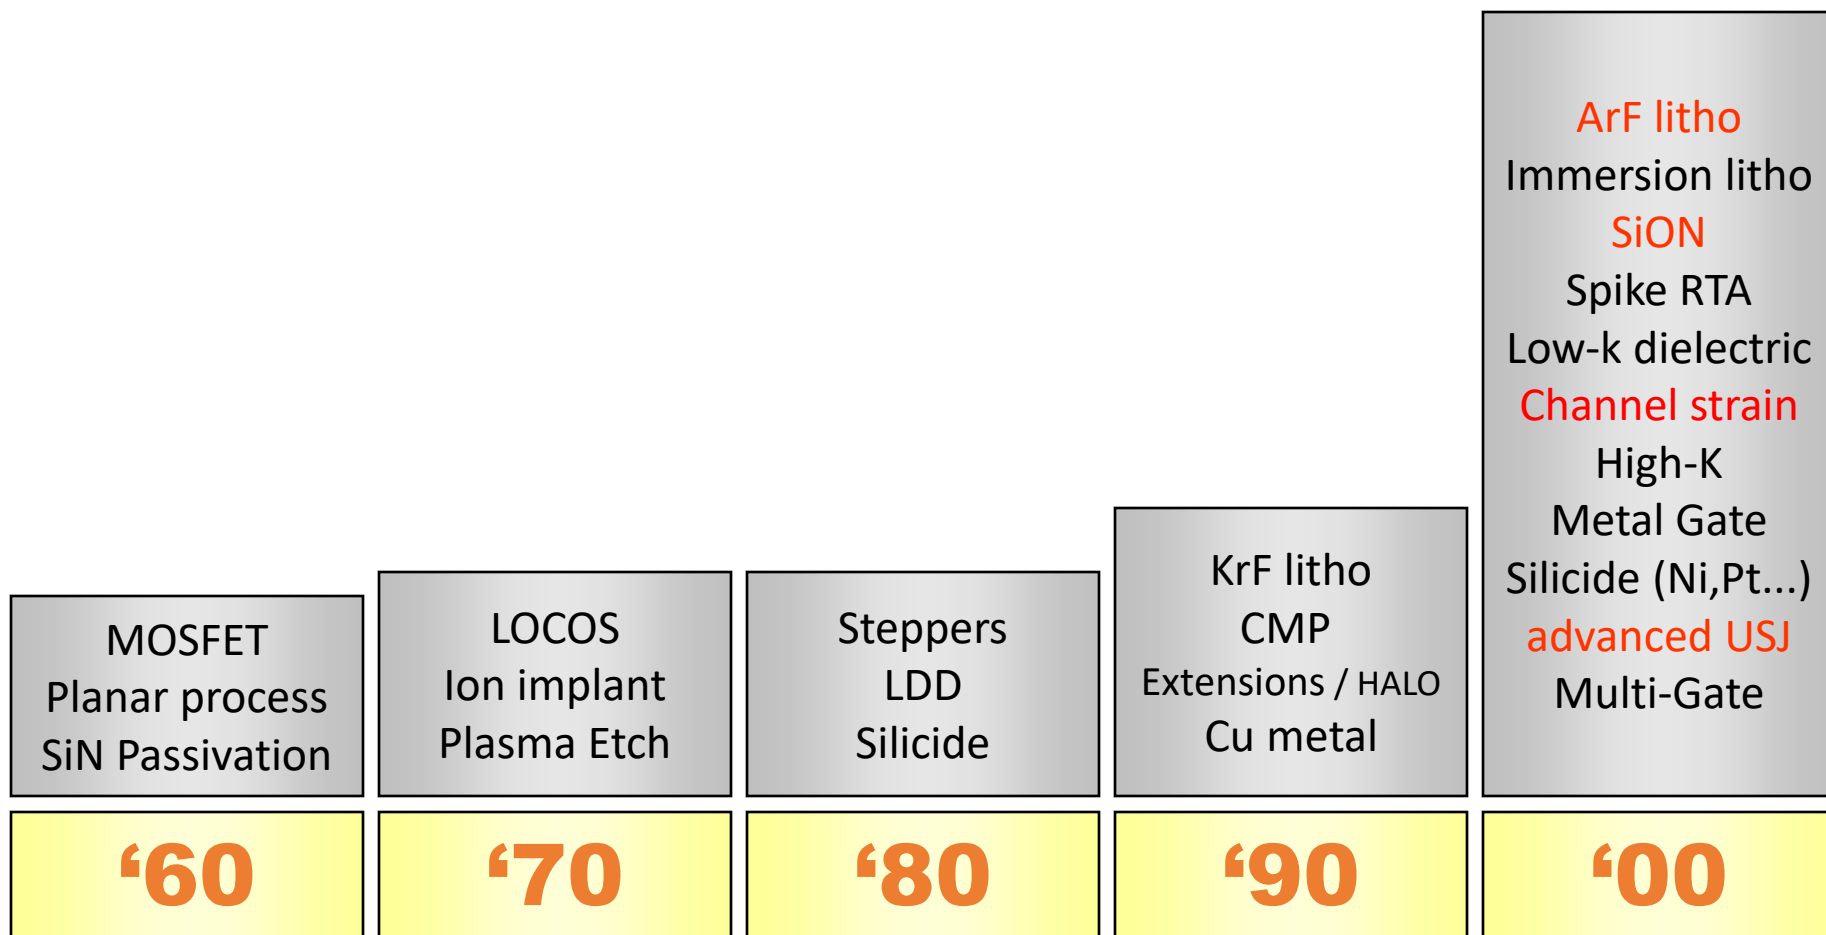 MOSFET
Planar process
SiN Passivation
‘60
LOCOS
Ion implant
Plasma Etch
‘70
Steppers
LDD
Silicide
‘80
KrF litho
CMP
Extensions / HALO
Cu metal
‘90
ArF litho
Immersion litho
SiON
Spike RTA
Low-k dielectric
Channel strain
High-K
Metal Gate
Silicide (Ni,Pt...)
advanced USJ
Multi-Gate
‘00